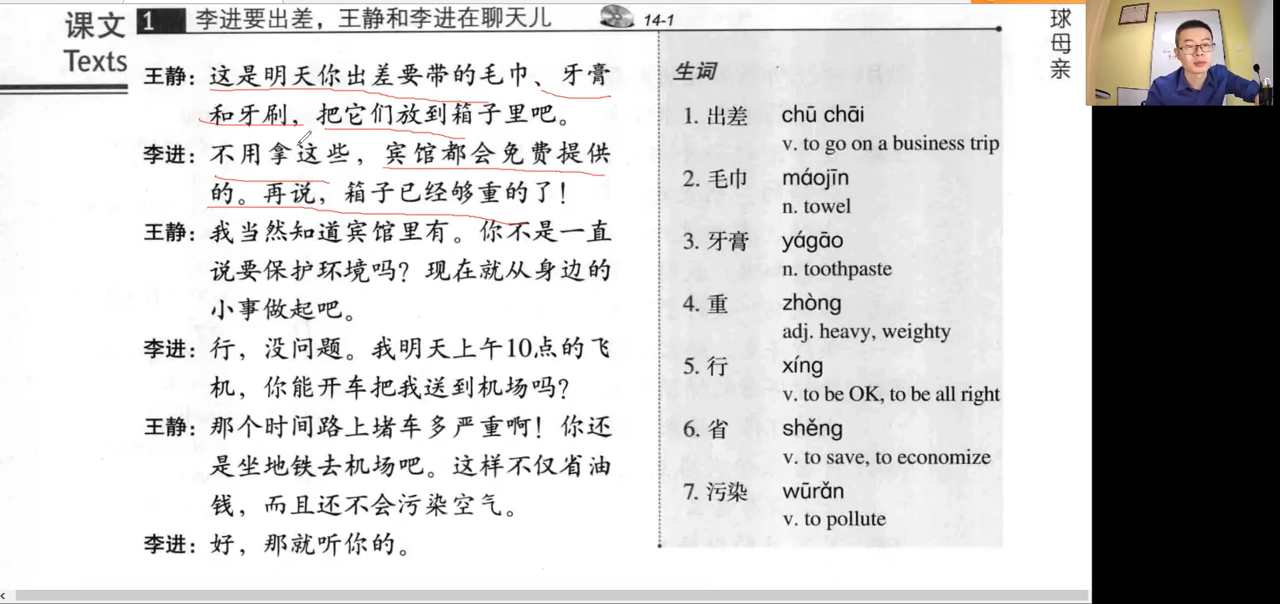 课文 1 李进要出差，王静和李进在聊天儿 14-1
Texts
王静：这是明天你出差要带的毛巾、牙膏
和牙刷，把它们放到箱子里吧。
李进：不用拿这些，宾馆都会免费提供
的。再说，箱子已经够重的了！
王静：我当然知道宾馆里有。你不是一直
说要保护环境吗？现在就从身边的
小事做起吧。
李进：行，没问题。我明天上午10点的飞
机，你能开车把我送到机场吗？
王静：那个时间路上堵车多严重啊！你还
是坐地铁去机场吧。这样不仅省油
钱，而且还不会污染空气。
李进：好，那就听你的。
生词
1. 出差 chū chāi
v. to go on a business trip
2. 毛巾 máojīn
n. towel
3. 牙膏 yágāo
n. toothpaste
4. 重 zhòng
adj. heavy, weighty
5. 行 xíng
v. to be OK, to be all right
6. 省 shěng
v. to save, to economize
7. 污染 wūrǎn
v. to pollute
球母亲